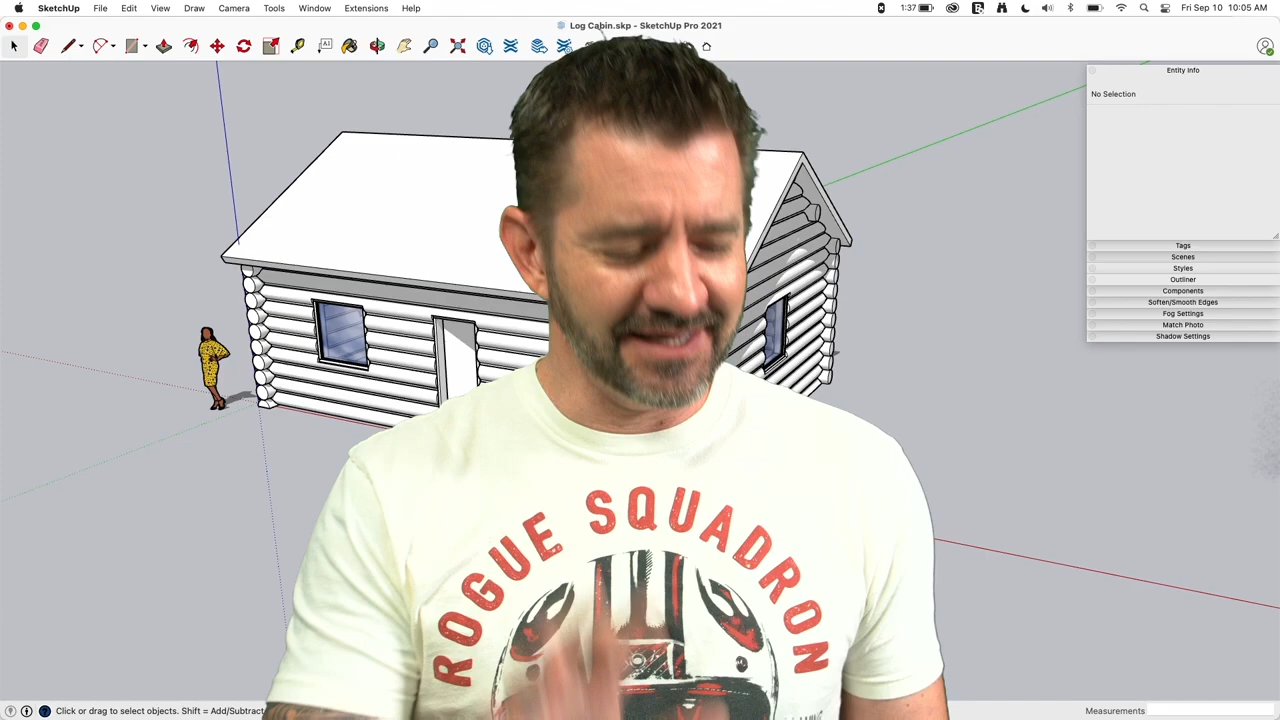 SketchUp File Edit View Draw Camera Tools Window Extensions Help 1:37 Fri Sep 10 10:05 AM
Log Cabin.skp - SketchUp Pro 2021
Entity Info
No Selection
Tags
Scenes
Styles
Outliner
Components
Soften/Smooth Edges
Fog Settings
Match Photo
Shadow Settings
ROGUE SQUADRON
Click or drag to select objects. Shift = Add/Subtract
Measurements